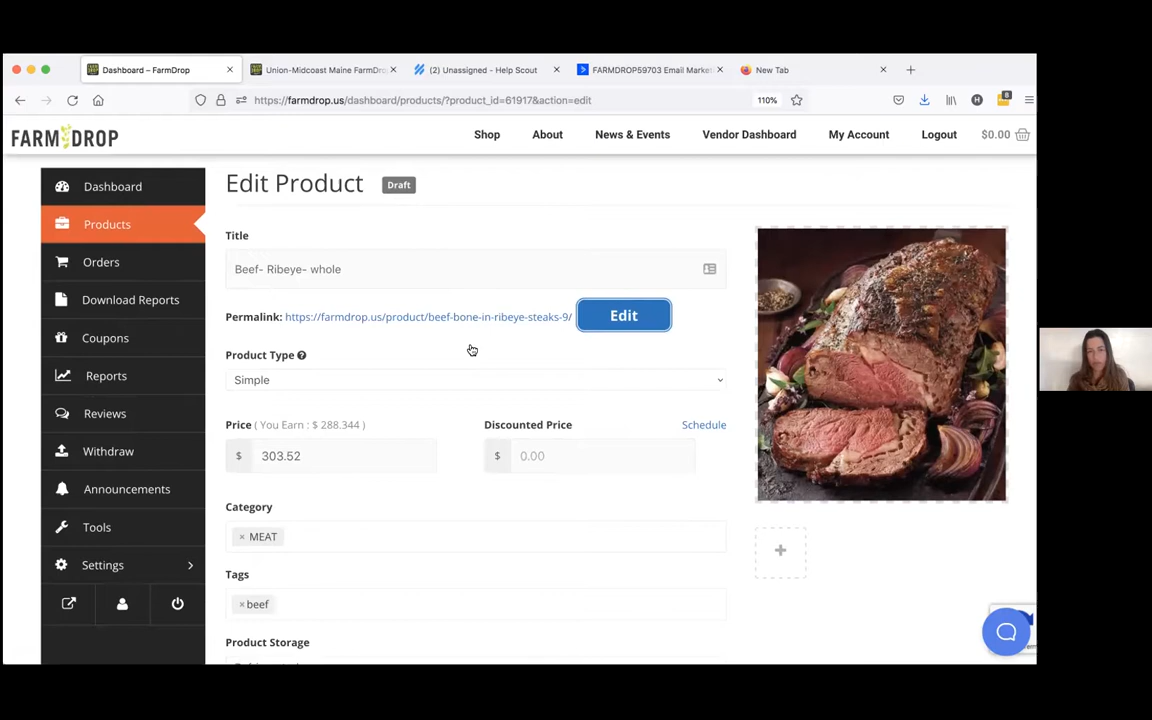 Dashboard – FarmDrop
Union-Midcoast Maine FarmDro
(2) Unassigned - Help Scout
FARMDROP59703 Email Market
New Tab
https://farmdrop.us/dashboard/products/?product_id=61917&action=edit
110%
H
8
FARM DROP
Shop
About
News & Events
Vendor Dashboard
My Account
Logout
$0.00
Dashboard
Products
Orders
Download Reports
Coupons
Reports
Reviews
Withdraw
Announcements
Tools
Settings
Edit Product
Draft
Title
Beef- Ribeye- whole
Permalink: https://farmdrop.us/product/beef-bone-in-ribeye-steaks-9/
Edit
Product Type
Simple
Price ( You Earn : $ 288.344 )
Discounted Price
Schedule
$ 303.52
$ 0.00
Category
× MEAT
Tags
×beef
Product Storage